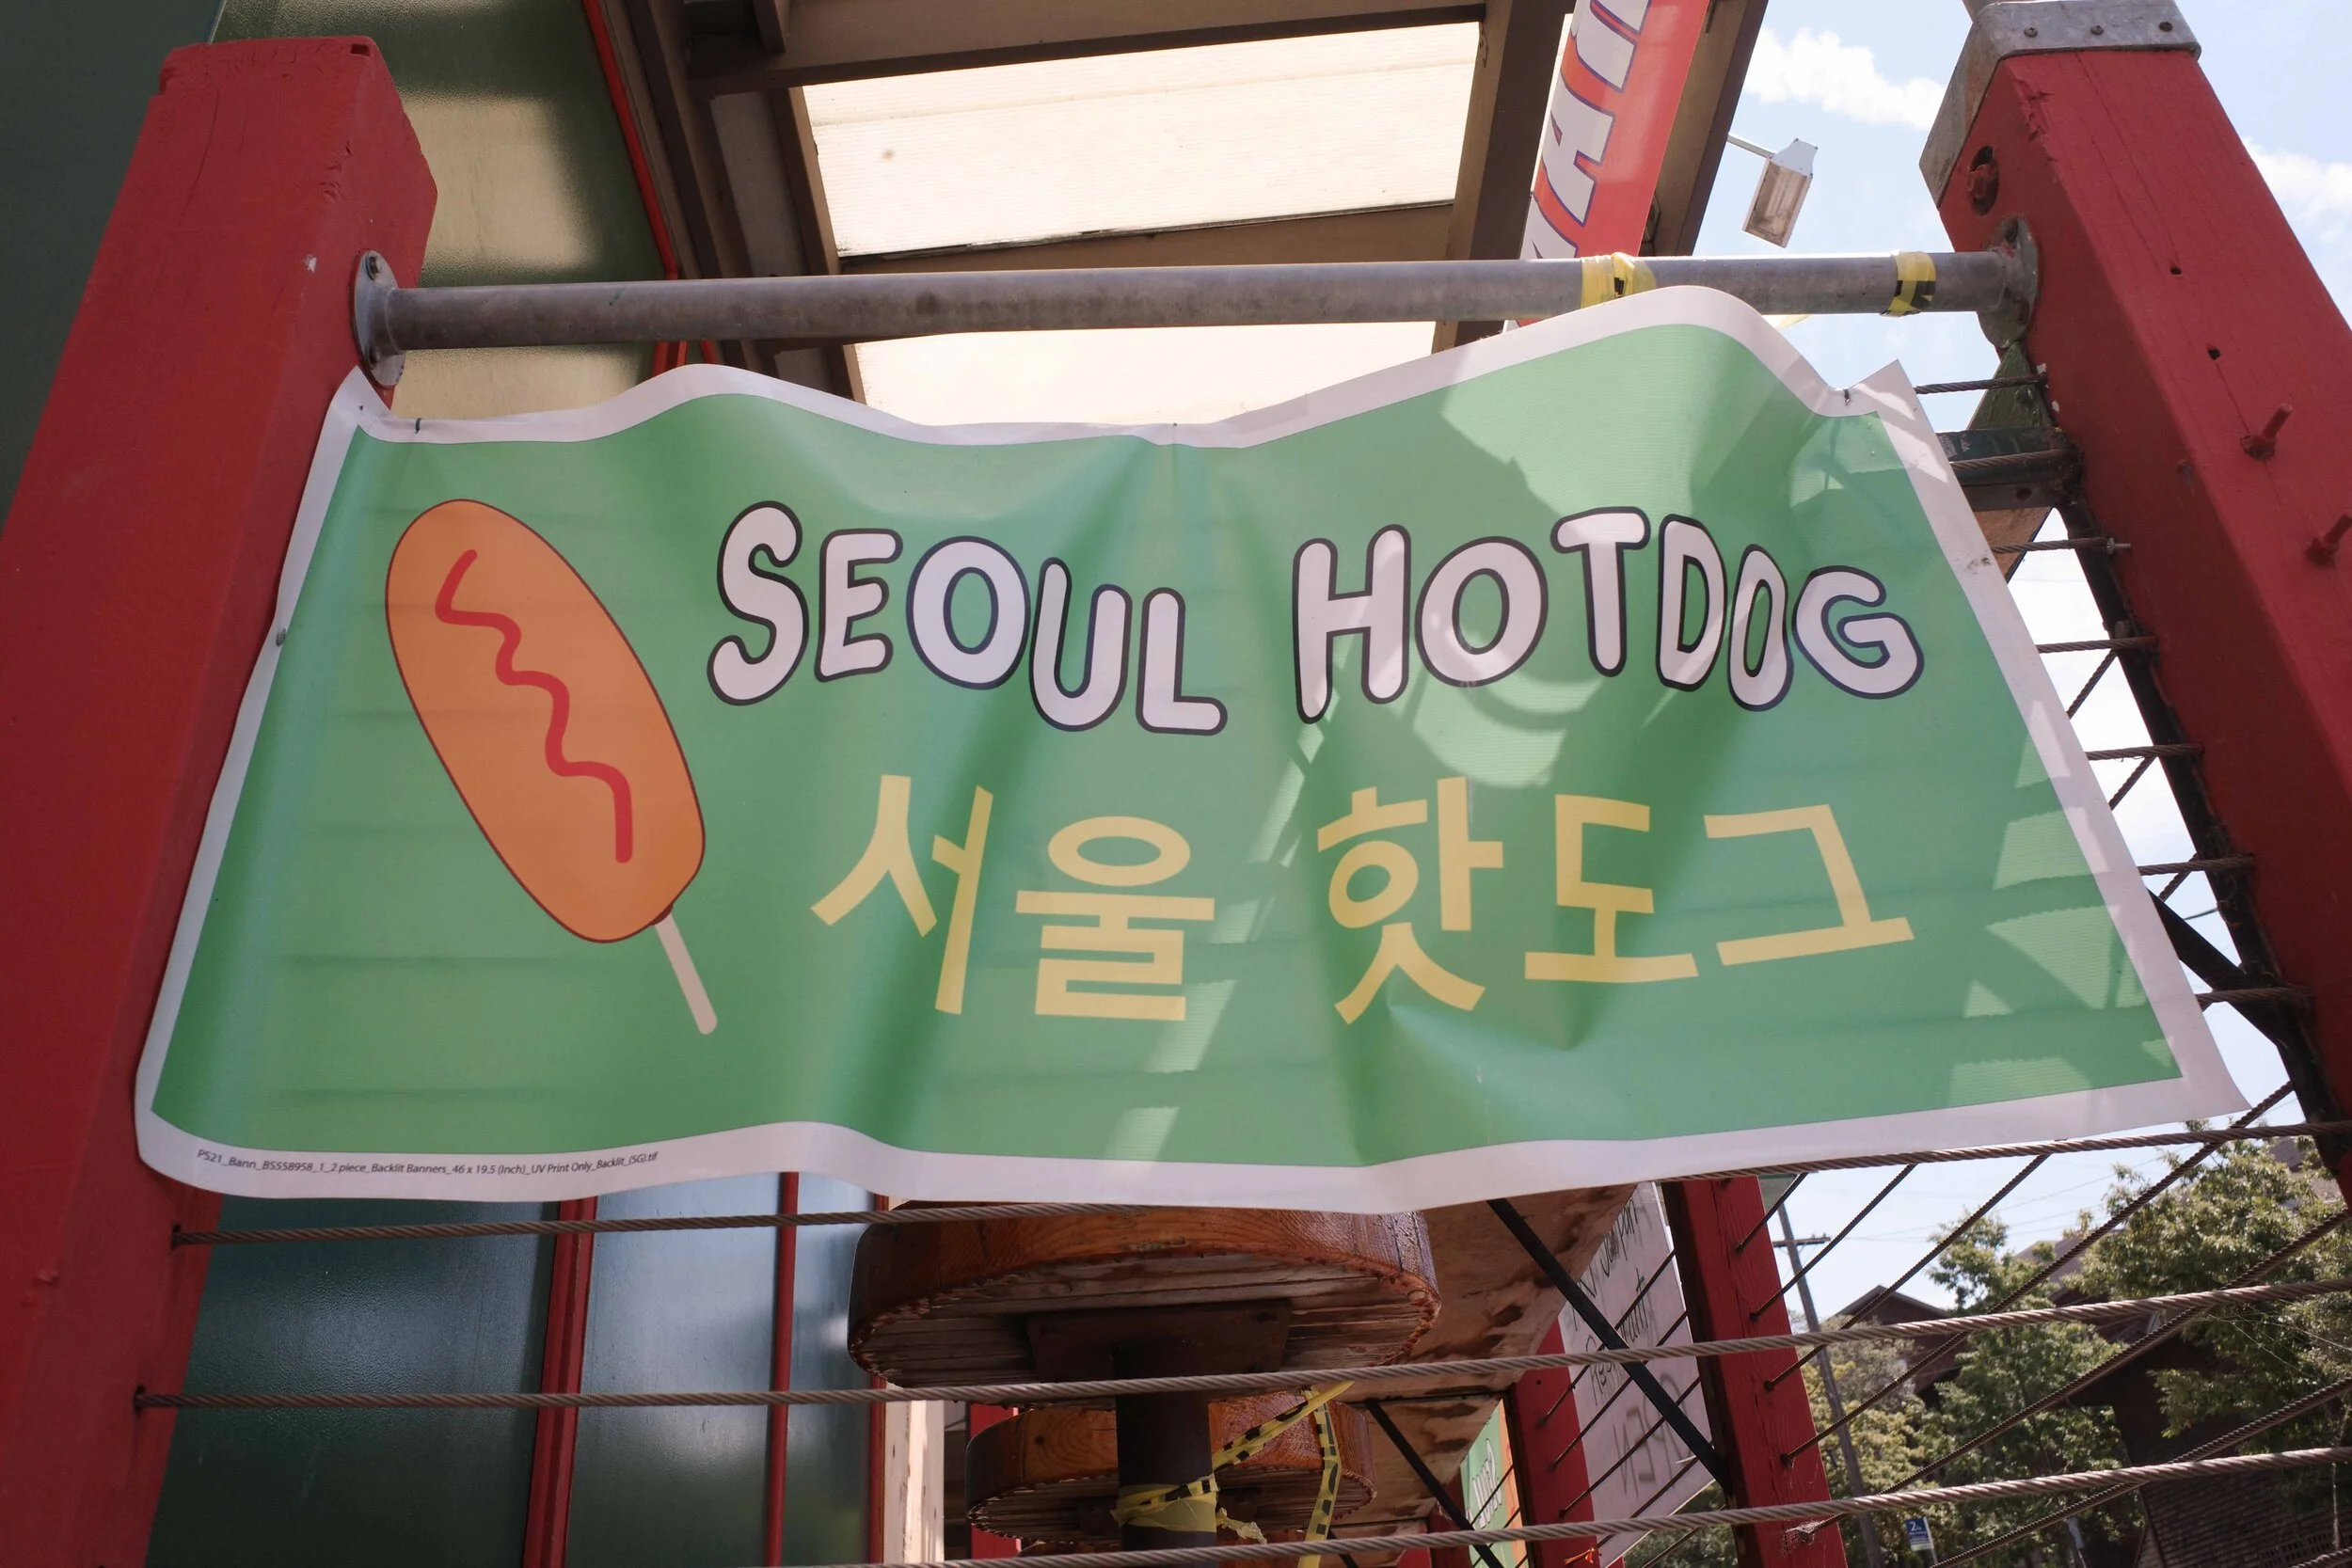 SEOUL HOTDOG
서울 핫도그
PS21_Bann_BS558958_1_2 piece_Backlit Banners_46 x 19.5 (Inch)_UV Print Only_Backlit_(SG).tif